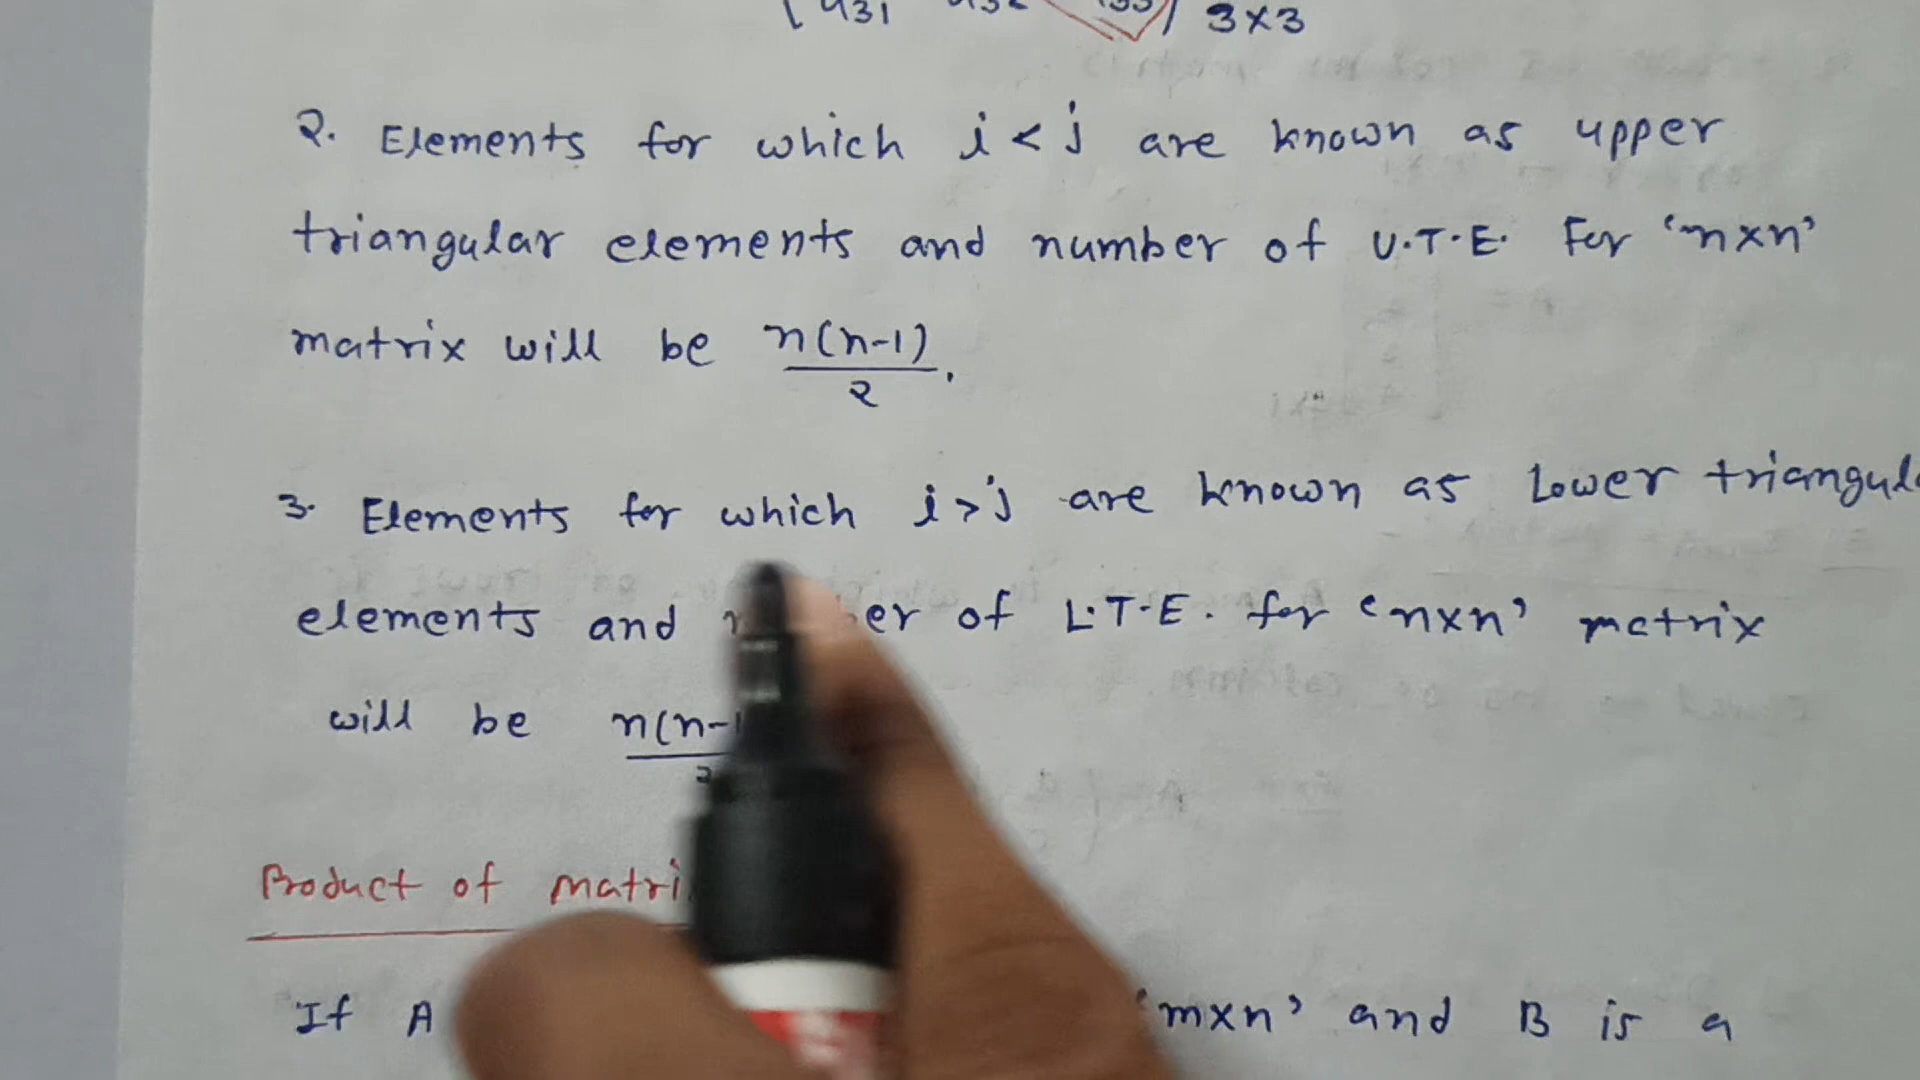 3×3
2. Elements for which i < j are known as upper
triangular elements and number of U.T.E. For 'n×n'
matrix will be n(n-1)/2.
3. Elements for which i > j are known as Lower
elements and of L.T.E. for 'n×n' matrix
will be
Product of
If A 'm×n' and B is a